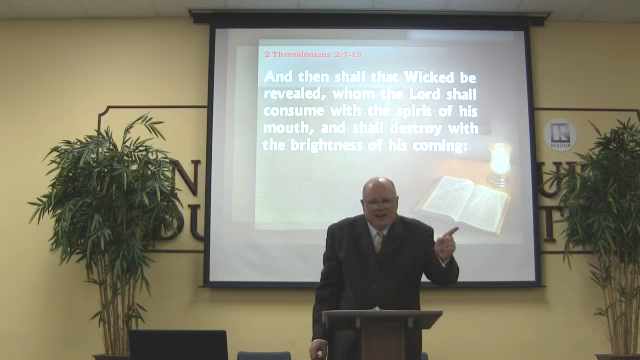 2 Thessalonians 2:7-13
And then shall that Wicked be
revealed, whom the Lord shall
consume with the spirit of his
mouth, and shall destroy with
the brightness of his coming:
REALTOR